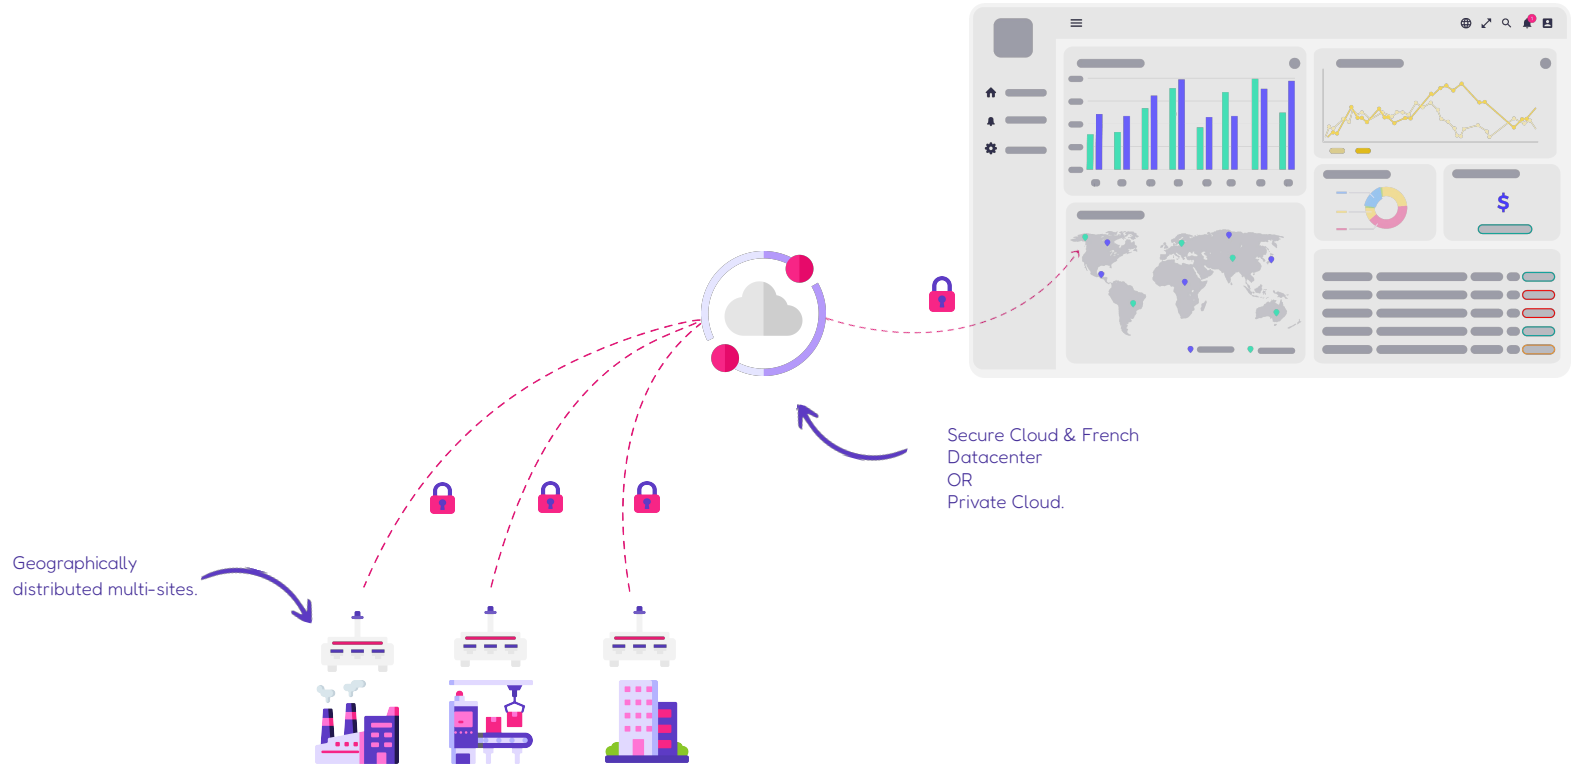 $
Secure Cloud & French
Datacenter
OR
Private Cloud.
Geographically
distributed multi-sites.